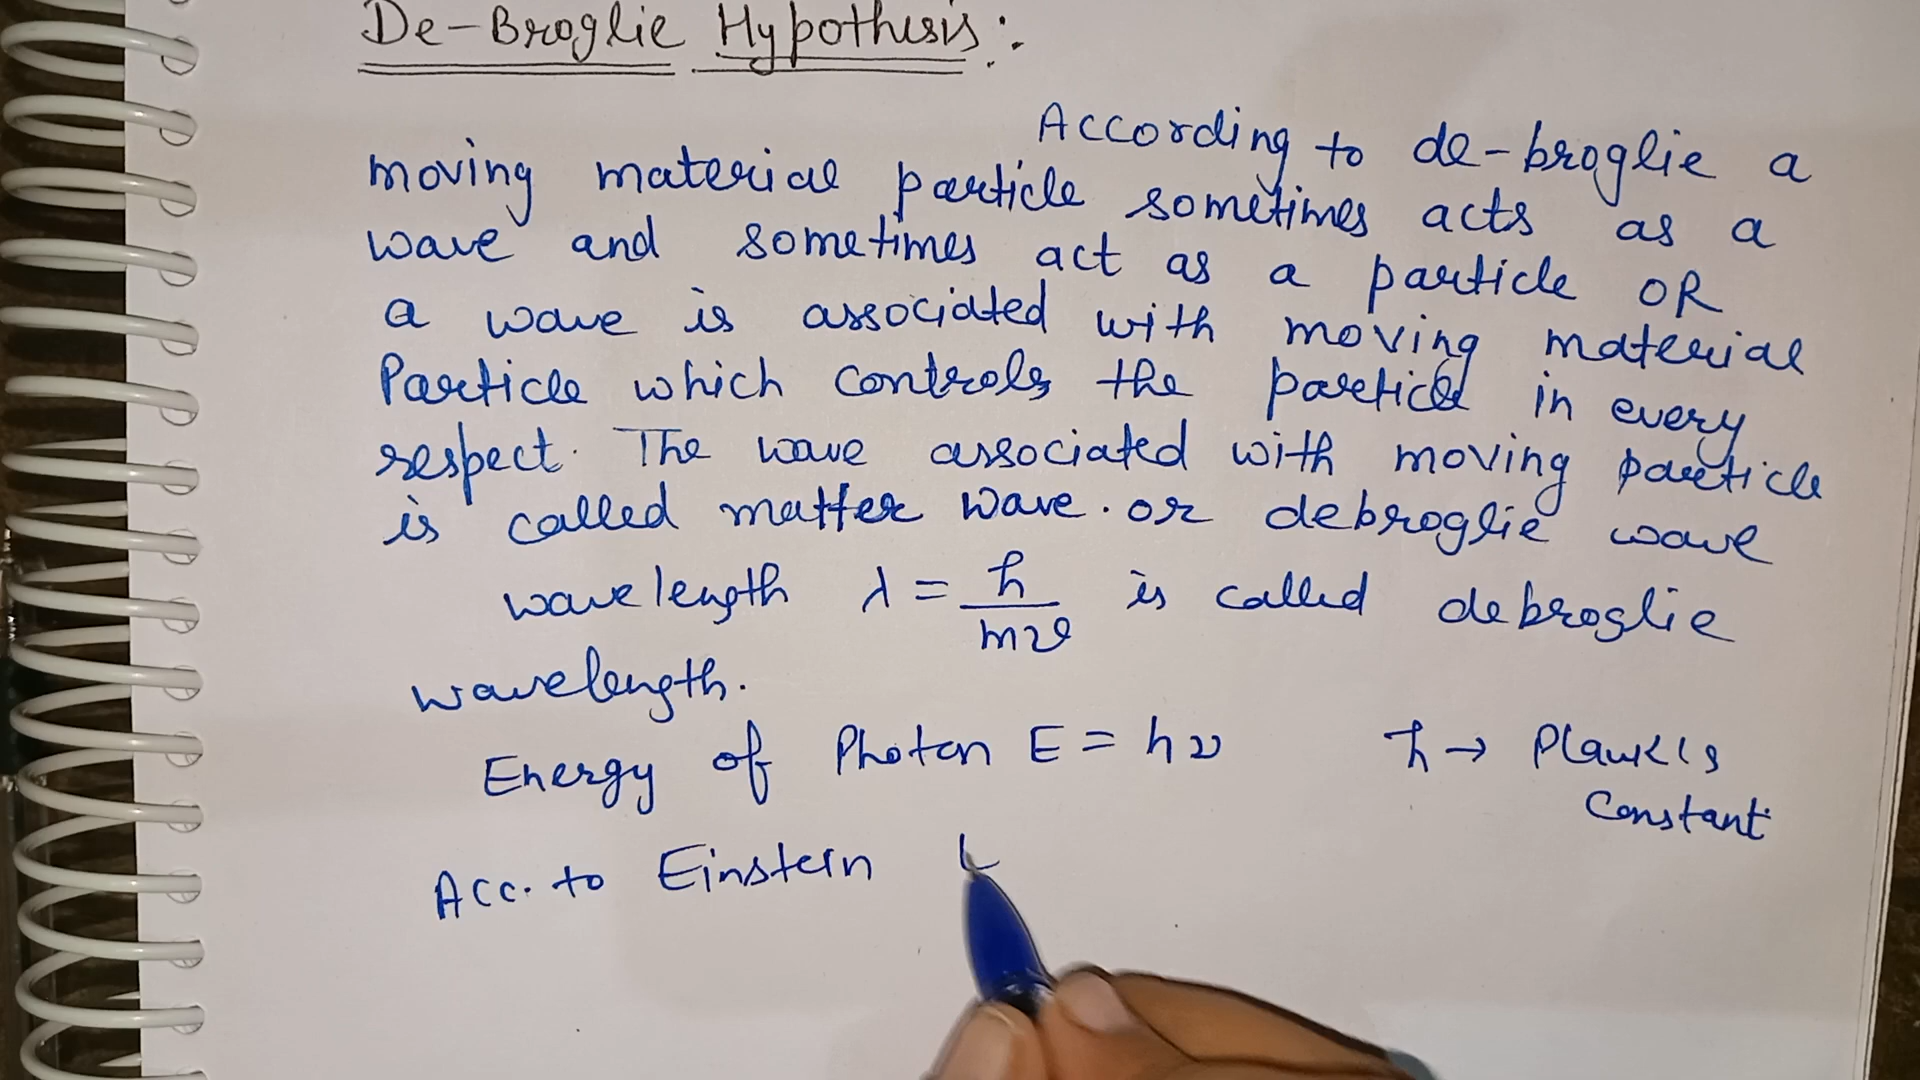 De-Broglie Hypothesis:
According to de-broglie a
moving material particle sometimes acts as a
wave and sometimes act as a particle OR
a wave is associated with moving material
Particle which controls the particle in every
respect. The wave associated with moving particle
is called matter wave. or debroglie wave
wavelength λ = h/mv is called debroglie
wavelength.
Energy of Photon E = hν h → Planck's
Constant
Acc. to Einstein